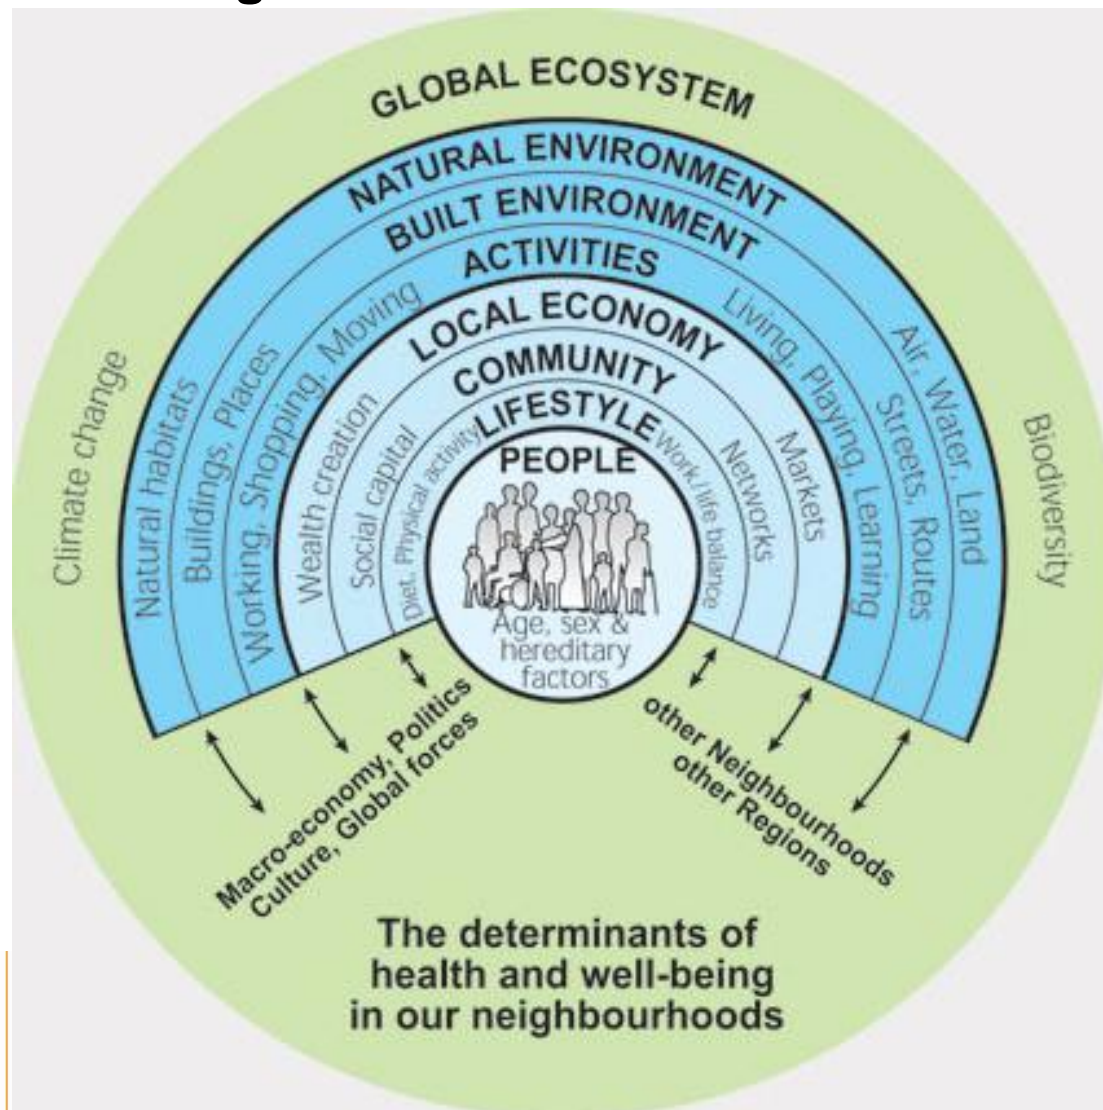 GLOBAL ECOSYSTEM
NATURAL ENVIRONMENT
BUILT ENVIRONMENT
ACTIVITIES
LOCAL ECONOMY
COMMUNITY
LIFESTYLE
PEOPLE
Age, sex &
hereditary
factors
Climate change
Natural habitats
Buildings, Places
Working, Shopping, Moving
Wealth creation
Social capital
Diet, Physical activity
Work/life balance
Networks
Markets
Living, Playing, Learning
Streets, Routes
Air, Water, Land
Biodiversity
Macro-economy, Politics
Culture, Global forces
other Neighbourhoods
other Regions
The determinants of
health and well-being
in our neighbourhoods